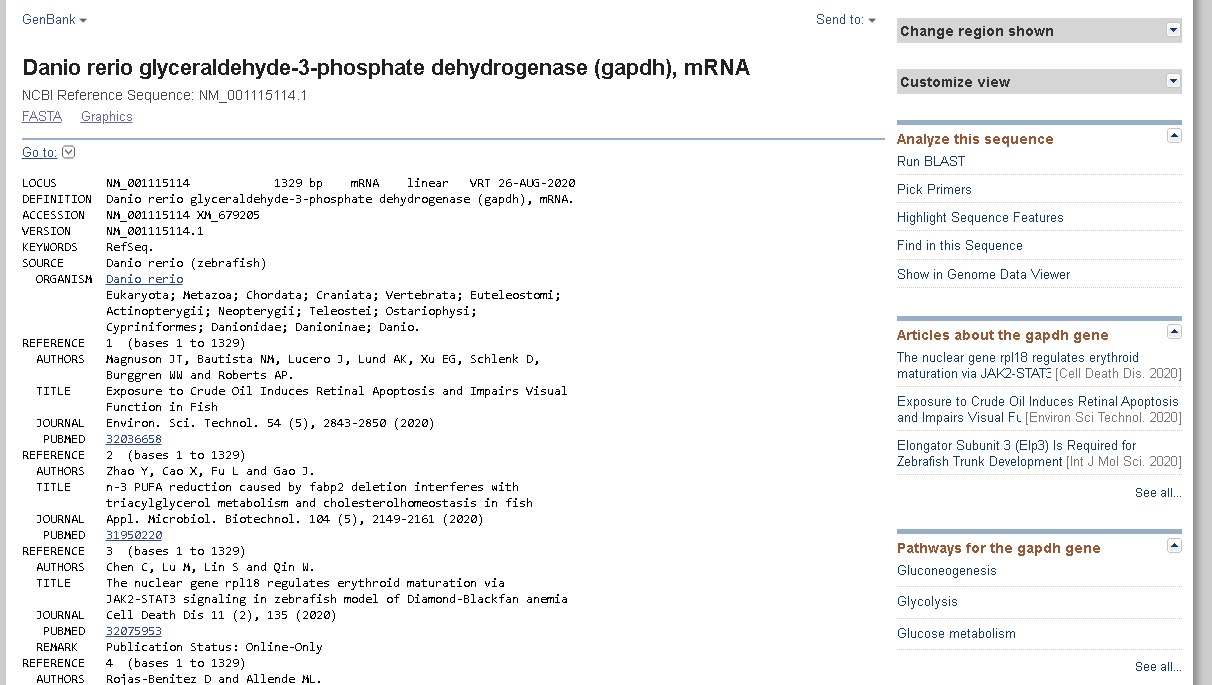 GenBank
Send to:
Danio rerio glyceraldehyde-3-phosphate dehydrogenase (gapdh), mRNA
NCBI Reference Sequence: NM_001115114.1
FASTA Graphics
Go to:
LOCUS NM_001115114 1329 bp mRNA linear VRT 26-AUG-2020
DEFINITION Danio rerio glyceraldehyde-3-phosphate dehydrogenase (gapdh), mRNA.
ACCESSION NM_001115114 XM_679205
VERSION NM_001115114.1
KEYWORDS RefSeq.
SOURCE Danio rerio (zebrafish)
ORGANISM Danio rerio
Eukaryota; Metazoa; Chordata; Craniata; Vertebrata; Euteleostomi;
Actinopterygii; Neopterygii; Teleostei; Ostariophysi;
Cypriniformes; Danionidae; Danioninae; Danio.
REFERENCE 1 (bases 1 to 1329)
AUTHORS Magnuson JT, Bautista NM, Lucero J, Lund AK, Xu EG, Schlenk D,
Burggren WW and Roberts AP.
TITLE Exposure to Crude Oil Induces Retinal Apoptosis and Impairs Visual
Function in Fish
JOURNAL Environ. Sci. Technol. 54 (5), 2843-2850 (2020)
PUBMED 32036658
REFERENCE 2 (bases 1 to 1329)
AUTHORS Zhao Y, Cao X, Fu L and Gao J.
TITLE n-3 PUFA reduction caused by fabp2 deletion interferes with
triacylglycerol metabolism and cholesterolhomeostasis in fish
JOURNAL Appl. Microbiol. Biotechnol. 104 (5), 2149-2161 (2020)
PUBMED 31950220
REFERENCE 3 (bases 1 to 1329)
AUTHORS Chen C, Lu M, Lin S and Qin W.
TITLE The nuclear gene rpl18 regulates erythroid maturation via
JAK2-STAT3 signaling in zebrafish model of Diamond-Blackfan anemia
JOURNAL Cell Death Dis 11 (2), 135 (2020)
PUBMED 32075953
REMARK Publication Status: Online-Only
REFERENCE 4 (bases 1 to 1329)
AUTHORS Rojas-Benitez D and Allende ML.
Change region shown
Customize view
Analyze this sequence
Run BLAST
Pick Primers
Highlight Sequence Features
Find in this Sequence
Show in Genome Data Viewer
Articles about the gapdh gene
The nuclear gene rpl18 regulates erythroid
maturation via JAK2-STAT3 [Cell Death Dis. 2020]
Exposure to Crude Oil Induces Retinal Apoptosis
and Impairs Visual Fu [Environ Sci Technol. 2020]
Elongator Subunit 3 (Elp3) Is Required for
Zebrafish Trunk Development [Int J Mol Sci. 2020]
See all...
Pathways for the gapdh gene
Gluconeogenesis
Glycolysis
Glucose metabolism
See all...